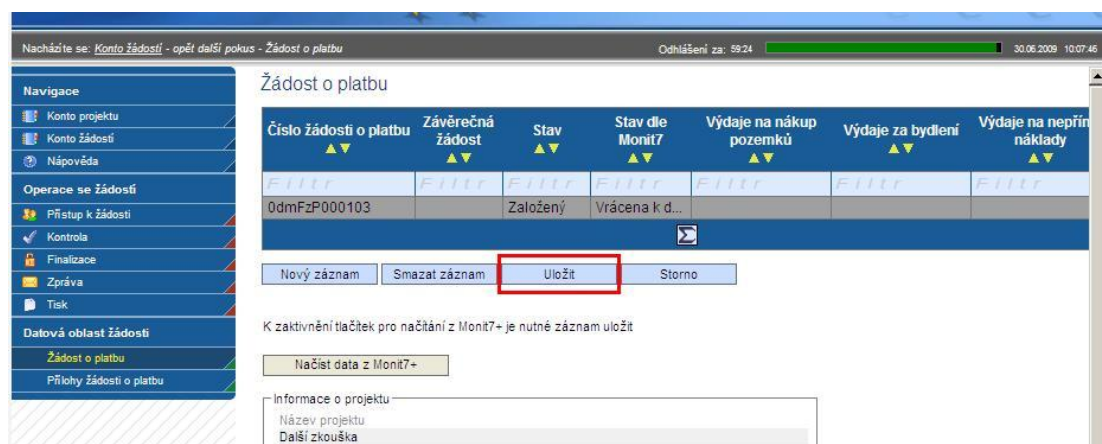 Nacházíte se: Konto žádostí - opět další pokus - Žádost o platbu
Odhlášení za: 59:24
30.06.2009 10:07:46
Navigace
Konto projektu
Konto žádostí
Nápověda
Operace se žádostí
Přístup k žádosti
Kontrola
Finalizace
Zpráva
Tisk
Datová oblast žádosti
Žádost o platbu
Přílohy žádosti o platbu
Žádost o platbu
Číslo žádosti o platbu
Závěrečná žádost
Stav
Stav dle Monit7
Výdaje na nákup pozemků
Výdaje za bydlení
Výdaje na nepřín
náklady
Filtr Filtr Filtr Filtr Filtr Filtr Filtr
0dmFzP000103 Založený Vrácena k d...
Σ
Nový záznam Smazat záznam Uložit Storno
K zaktivnění tlačítek pro načítání z Monit7+ je nutné záznam uložit
Načíst data z Monit7+
Informace o projektu
Název projektu
Další zkouška